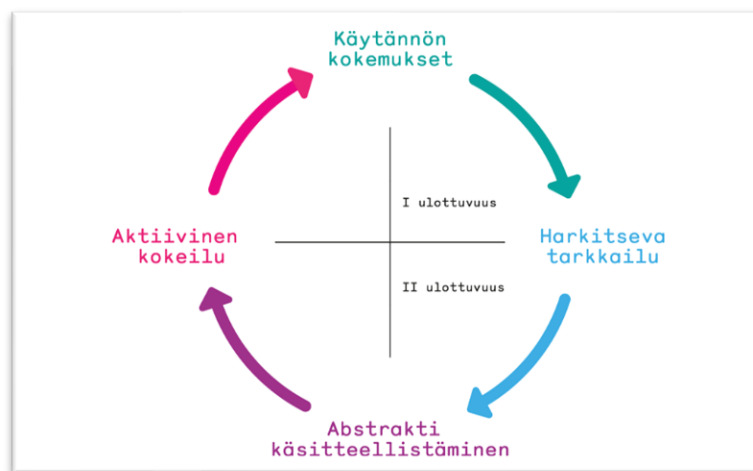 Käytännön
kokemukset
I ulottuvuus
Aktiivinen
kokeilu
Harkitseva
tarkkailu
II ulottuvuus
Abstrakti
käsitteellistäminen